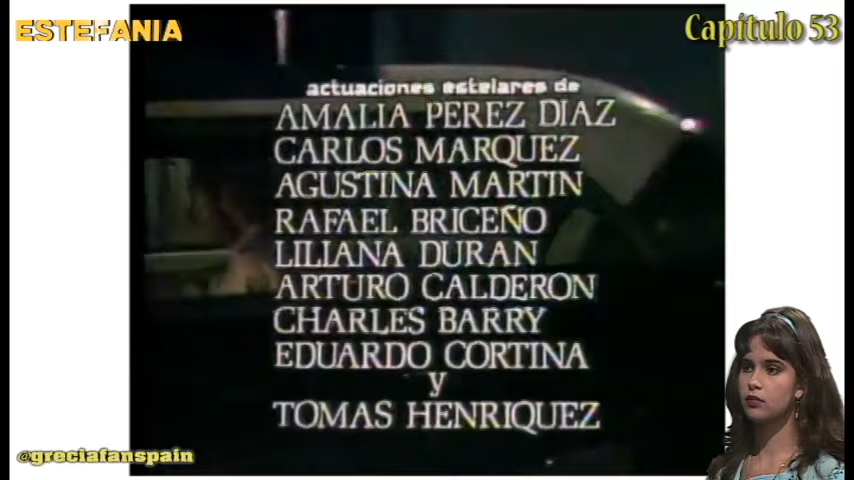 ESTEFANIA
Capítulo 53
actuaciones estelares de
AMALIA PEREZ DIAZ
CARLOS MARQUEZ
AGUSTINA MARTIN
RAFAEL BRICEÑO
LILIANA DURAN
ARTURO CALDERON
CHARLES BARRY
EDUARDO CORTINA
y
TOMAS HENRIQUEZ
@greciafanspain